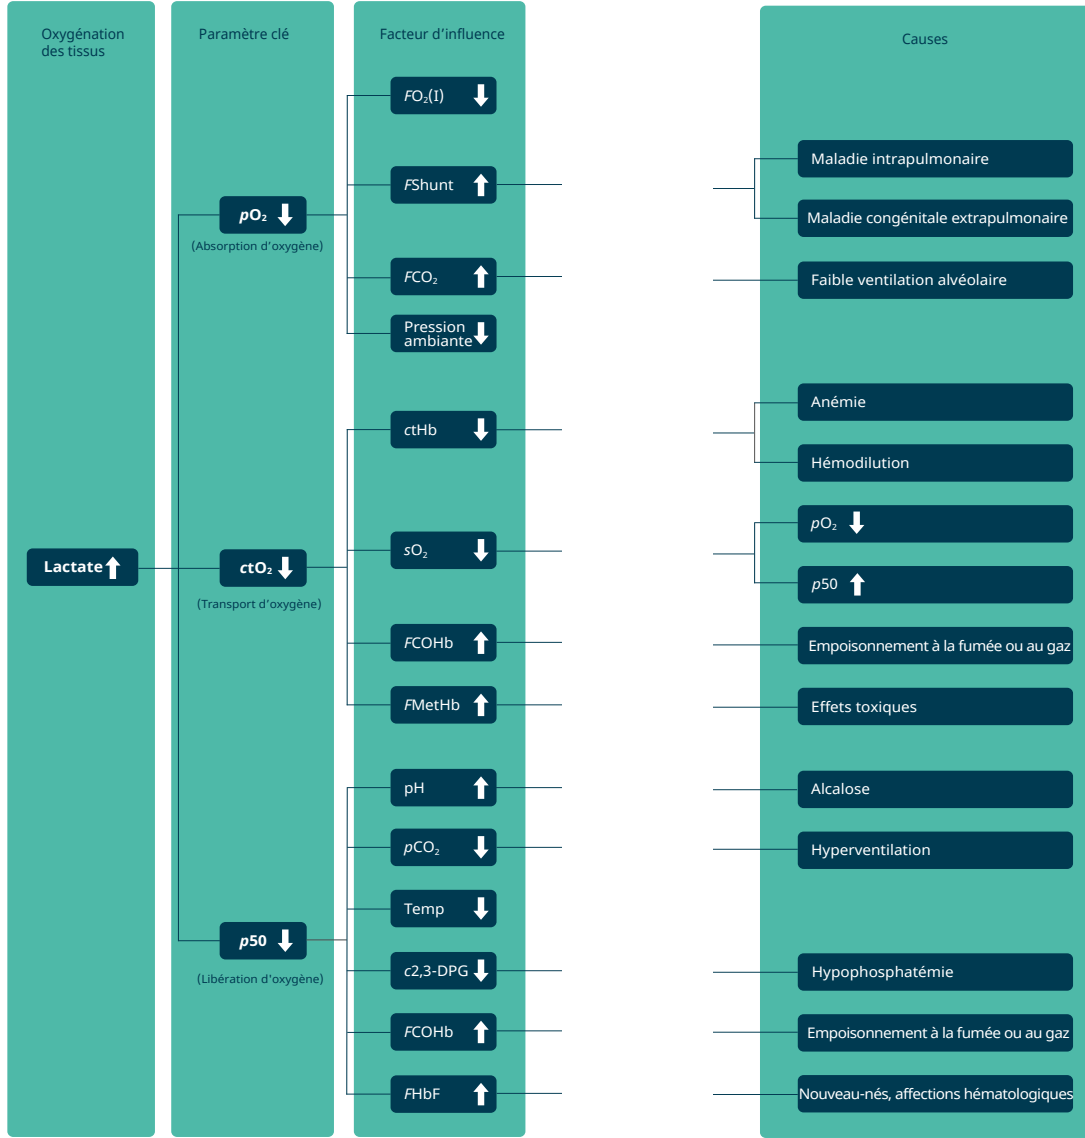 Oxygénation
des tissus
Paramètre clé
Facteur d'influence
Causes
FO₂(I)
FShunt
pO₂
(Absorption d'oxygène)
FCO₂
Pression
ambiante
Maladie intrapulmonaire
Maladie congénitale extrapulmonaire
Faible ventilation alvéolaire
Lactate
ctO₂
(Transport d'oxygène)
ctHb
sO₂
FCOHb
FMetHb
Anémie
Hémodilution
pO₂
p50
Empoisonnement à la fumée ou au gaz
Effets toxiques
p50
(Libération d'oxygène)
pH
pCO₂
Temp
c2,3-DPG
FCOHb
FHbF
Alcalose
Hyperventilation
Hypophosphatémie
Empoisonnement à la fumée ou au gaz
Nouveau-nés, affections hématologiques